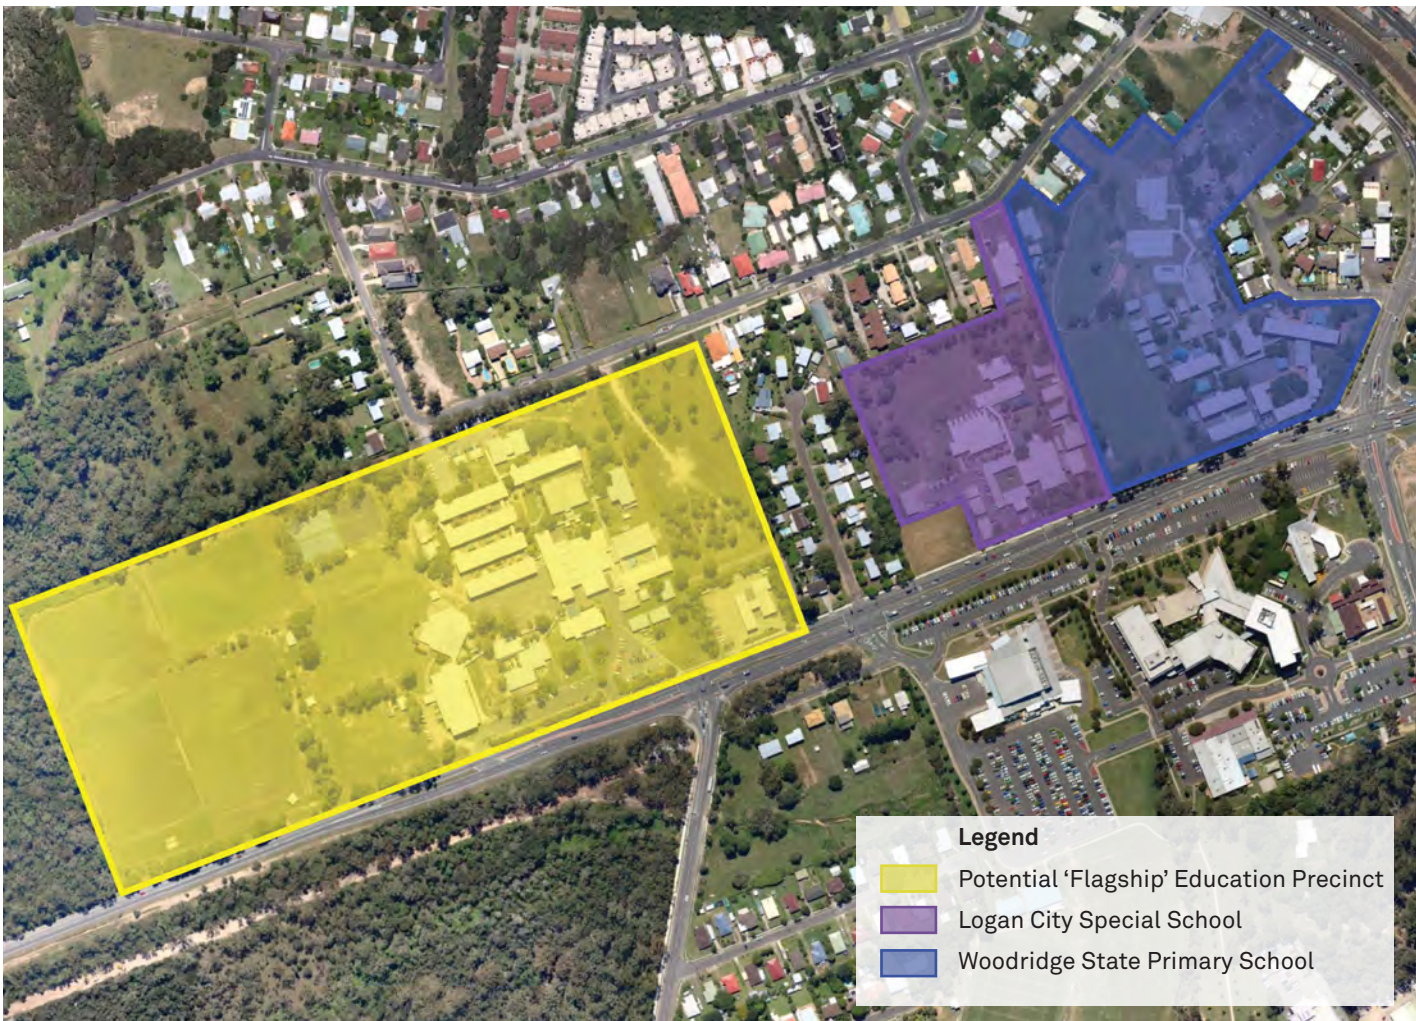 Legend
Potential ‘Flagship’ Education Precinct
Logan City Special School
Woodridge State Primary School